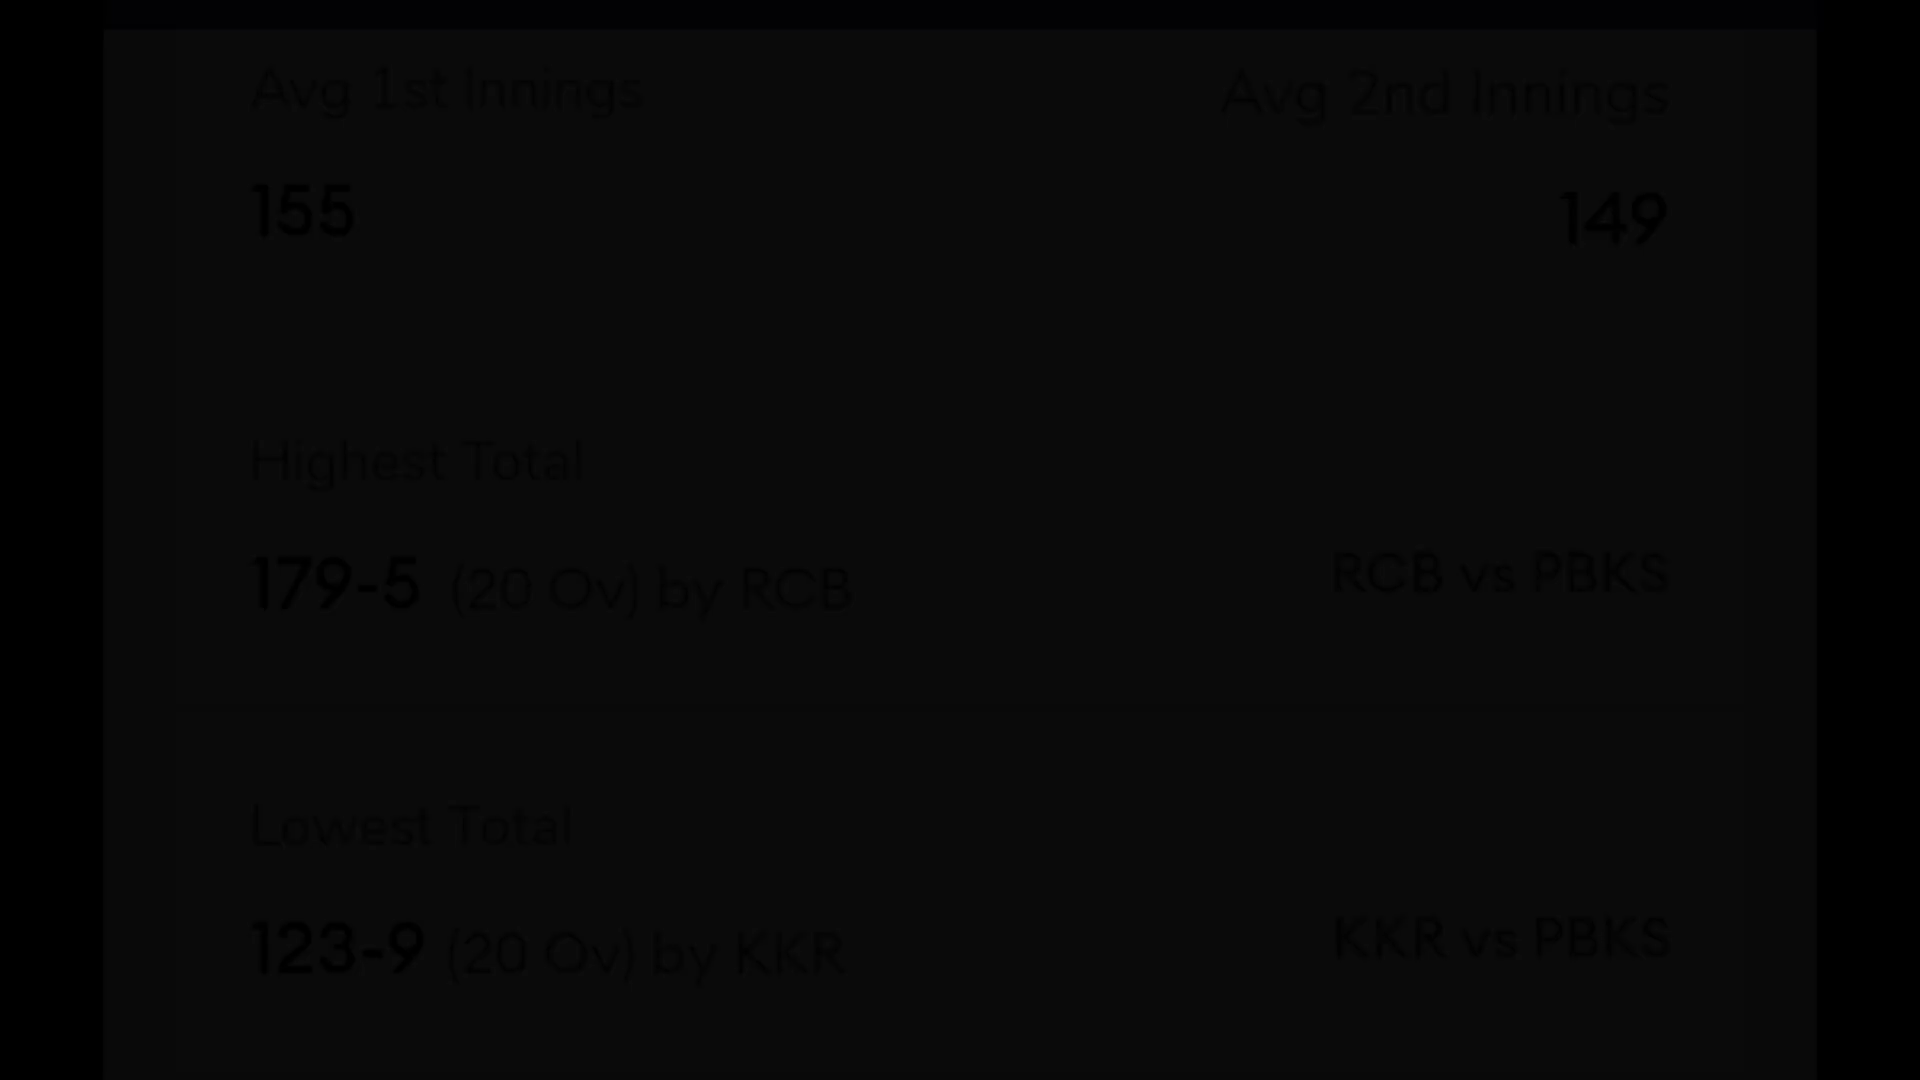 Avg 1st Innings
Avg 2nd Innings
155
149
Highest Total
179-5 (20 Ov) by RCB
RCB vs PBKS
Lowest Total
123-9 (20 Ov) by KKR
KKR vs PBKS